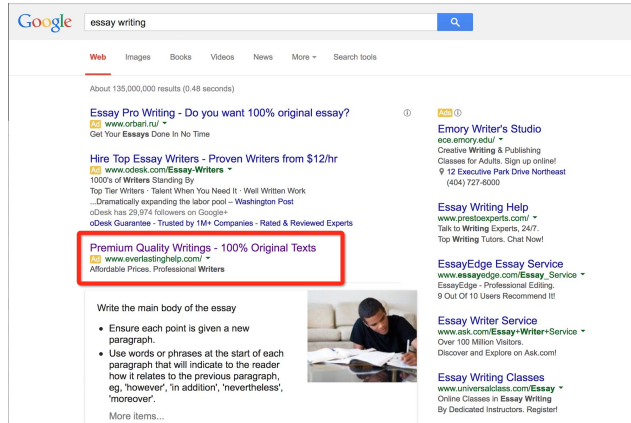 Google
essay writing
Web Images Books Videos News More Search tools
About 135,000,000 results (0.48 seconds)
Essay Pro Writing - Do you want 100% original essay?
Ad www.orbari.ru/
Get Your Essays Done In No Time
Hire Top Essay Writers - Proven Writers from $12/hr
Ad www.odesk.com/Essay-Writers
1000's of Writers Standing By
Top Tier Writers · Talent When You Need It · Well Written Work
...Dramatically expanding the labor pool – Washington Post
oDesk has 29,974 followers on Google+
oDesk Guarantee - Trusted by 1M+ Companies - Rated & Reviewed Experts
Premium Quality Writings - 100% Original Texts
Ad www.everlastinghelp.com/
Affordable Prices. Professional Writers
Write the main body of the essay
• Ensure each point is given a new
paragraph.
• Use words or phrases at the start of each
paragraph that will indicate to the reader
how it relates to the previous paragraph,
eg, 'however', 'in addition', 'nevertheless',
'moreover'.
More items...
Ads
Emory Writer's Studio
ece.emory.edu/
Creative Writing & Publishing
Classes for Adults. Sign up online!
12 Executive Park Drive Northeast
(404) 727-6000
Essay Writing Help
www.prestoexperts.com/
Talk to Writing Experts, 24/7.
Top Writing Tutors. Chat Now!
EssayEdge Essay Service
www.essayedge.com/Essay_Service
EssayEdge - Professional Editing.
9 Out Of 10 Users Recommend It!
Essay Writer Service
www.ask.com/Essay+Writer+Service
Over 100 Million Visitors.
Discover and Explore on Ask.com!
Essay Writing Classes
www.universalclass.com/Essay
Online Classes in Essay Writing
By Dedicated Instructors. Register!